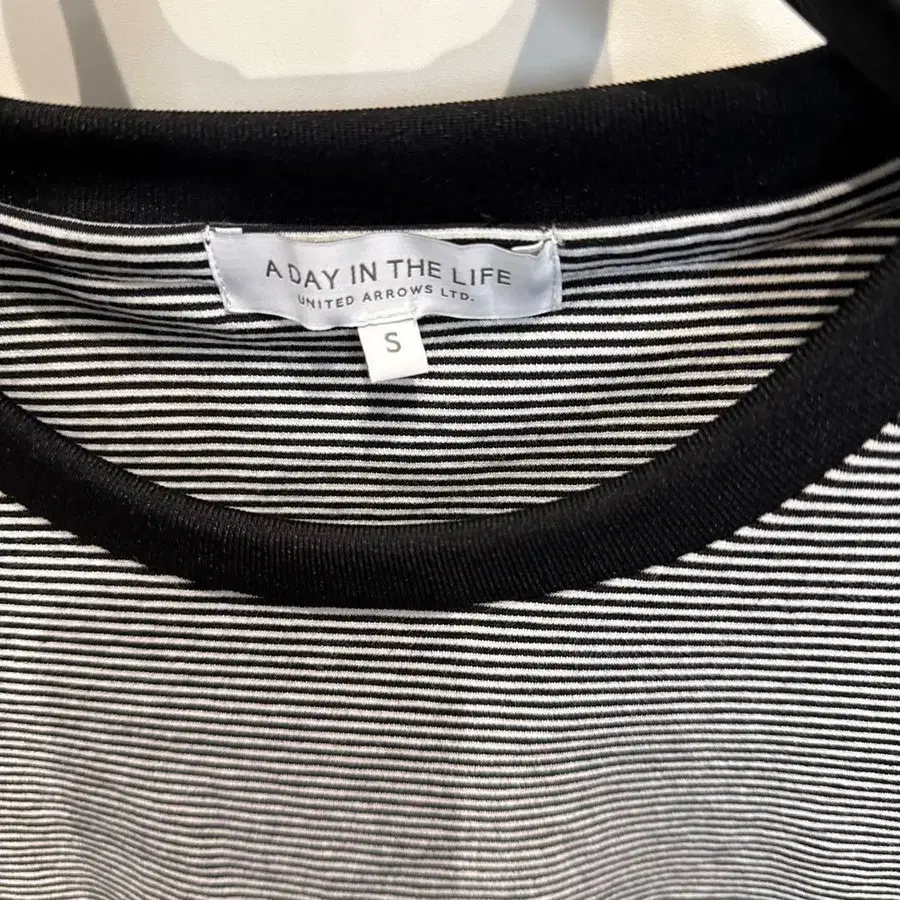 A DAY IN THE LIFE
UNITED ARROWS LTD.
S